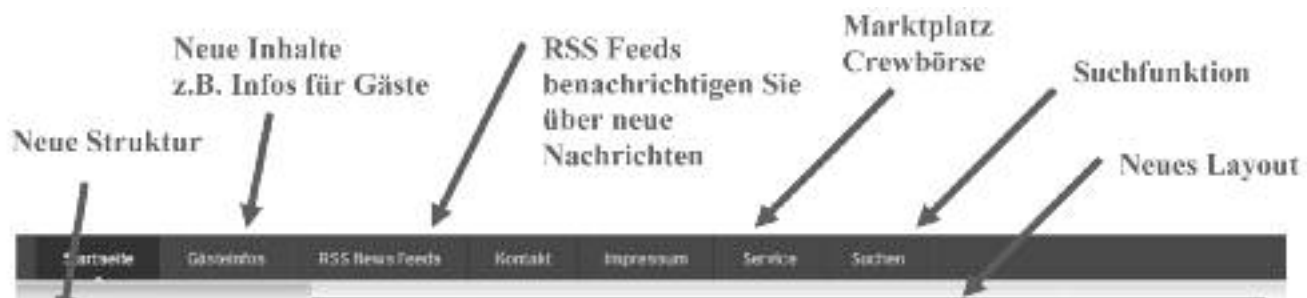 Neue Inhalte
z.B. Infos für Gäste
RSS Feeds
benachrichtigen Sie
über neue
Nachrichten
Marktplatz
Crewbörse
Suchfunktion
Neue Struktur
Neues Layout
Startseite Gästeinfos RSS News Feeds Kontakt Impressum Service Suchen